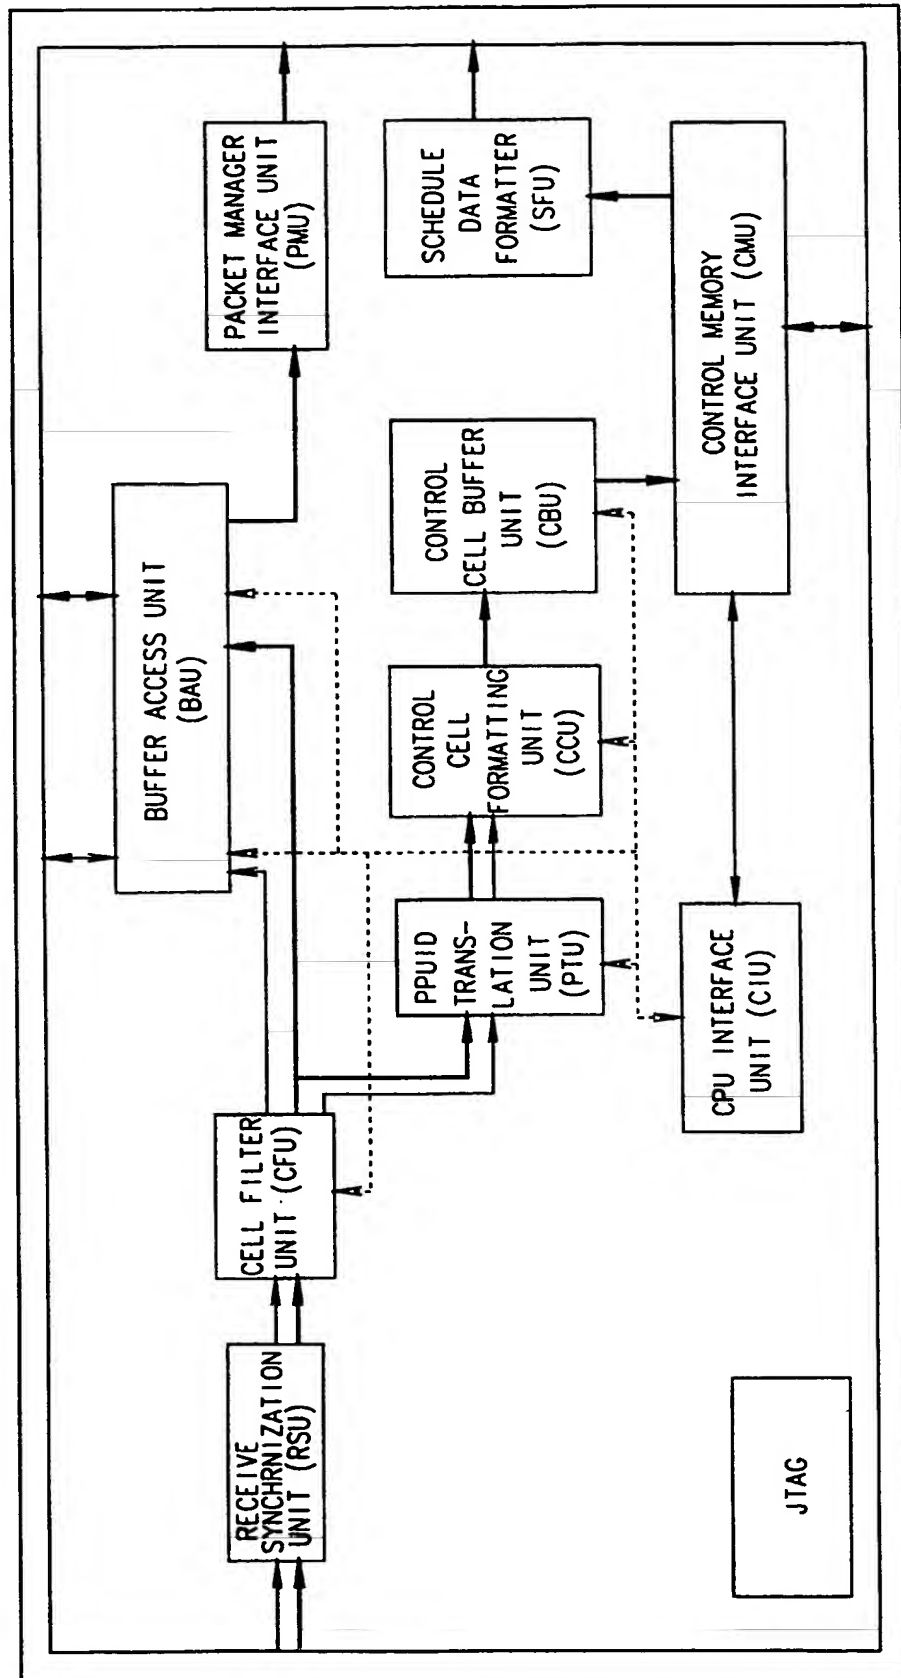 RECEIVE
SYNCHRNIZATION
UNIT (RSU)
CELL FILTER
UNIT (CFU)
BUFFER ACCESS UNIT
(BAU)
PACKET MANAGER
INTERFACE UNIT
(PMU)
PPUID
TRANS-
LATION
UNIT
(PTU)
CONTROL
CELL
FORMATTING
UNIT
(CCU)
CONTROL
CELL BUFFER
UNIT
(CBU)
SCHEDULE
DATA
FORMATTER
(SFU)
JTAG
CPU INTERFACE
UNIT (CIU)
CONTROL MEMORY
INTERFACE UNIT (CMU)